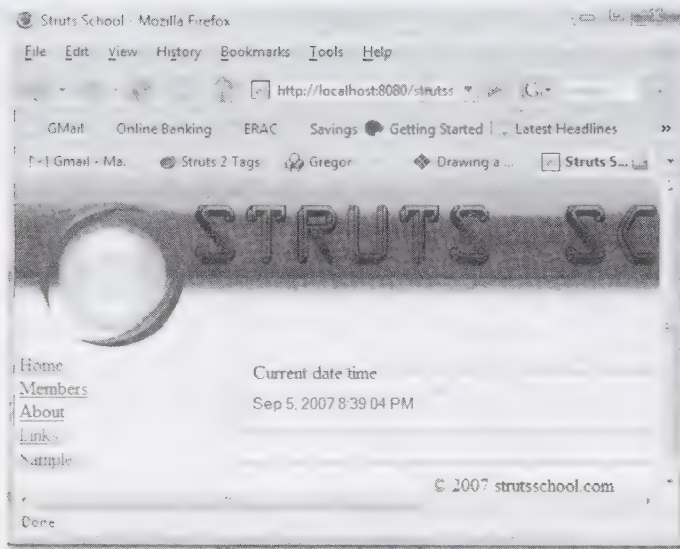 Struts School - Mozilla Firefox
File Edit View History Bookmarks Tools Help
http://localhost:8080/strutss
GMail Online Banking ERAC Savings Getting Started Latest Headlines »
Gmail - Ma... Struts 2 Tags Gregor Drawing a ... Struts S...
STRUTS SC
Home
Members
About
Links
Sample
Current date time
Sep 5, 2007 8:39 04 PM
© 2007 strutsschool.com
Done